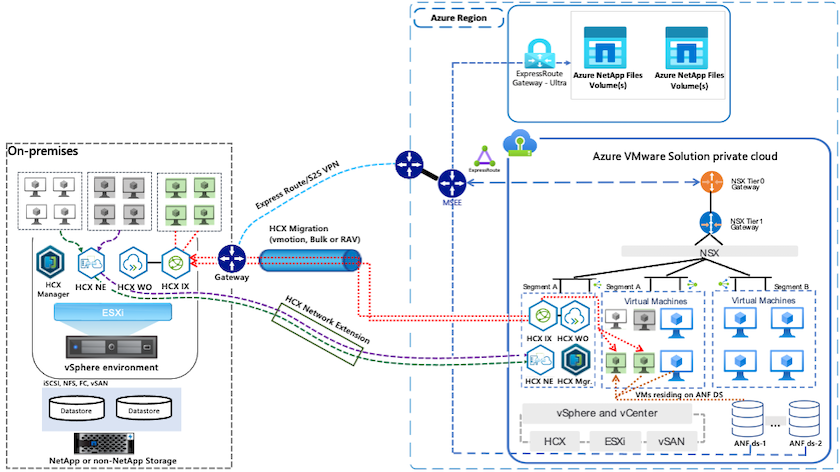 Azure Region
ExpressRoute
Gateway - Ultra
Azure NetApp Files
Volume(s)
Azure NetApp Files
Volume(s)
On-premises
Express Route/S2S VPN
MSEE
ExpressRoute
Azure VMware Solution private cloud
NSX Tier0
Gateway
NSX Tier1
Gateway
NSX
HCX
Manager
HCX NE
HCX WO
HCX IX
Gateway
HCX Migration
(vmotion, Bulk or RAV)
HCX Network Extension
ESXi
vSphere environment
iSCSI, NFS, FC, vSAN
Datastore
Datastore
NetApp or non-NetApp Storage
Segment A
Segment A
Segment B
Virtual Machines
Virtual Machines
HCX IX
HCX WO
HCX NE
HCX Mgr.
VMs residing on ANF DS
vSphere and vCenter
HCX
ESXi
vSAN
ANF ds-1
...
ANF ds-2